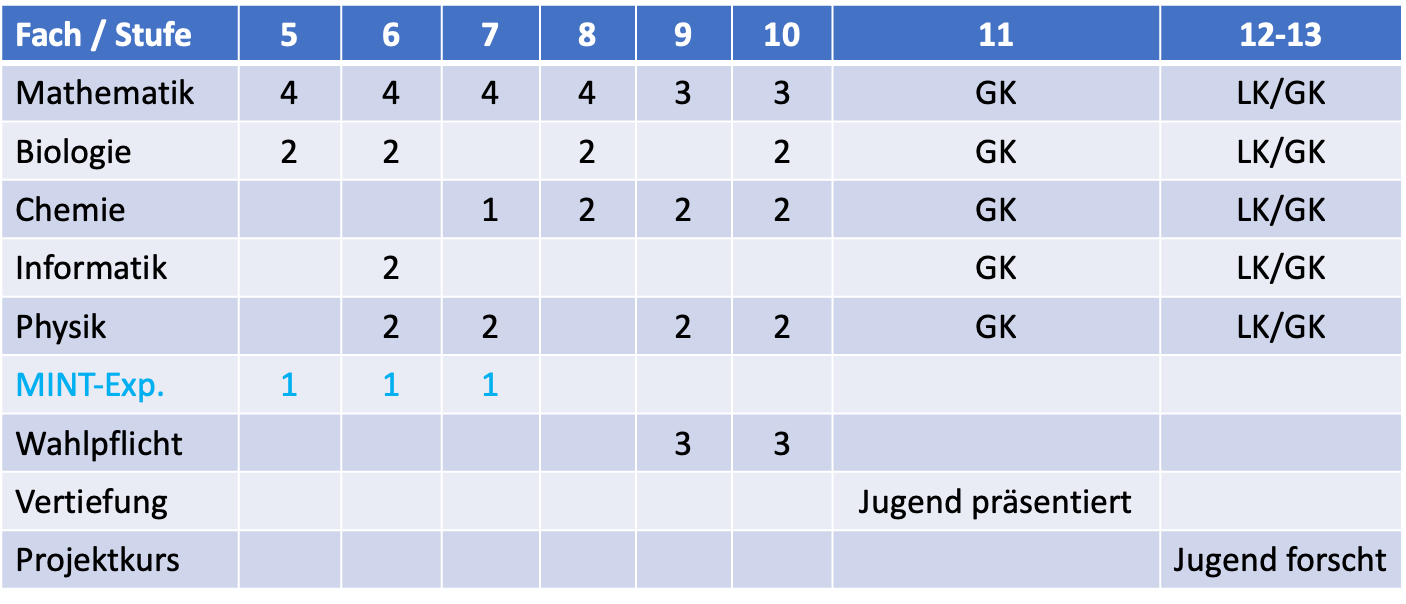 Fach / Stufe 5 6 7 8 9 10 11 12-13
Mathematik 4 4 4 4 3 3 GK LK/GK
Biologie 2 2 2 2 GK LK/GK
Chemie 1 2 2 2 GK LK/GK
Informatik 2 GK LK/GK
Physik 2 2 2 2 GK LK/GK
MINT-Exp. 1 1 1
Wahlpflicht 3 3
Vertiefung Jugend präsentiert
Projektkurs Jugend forscht